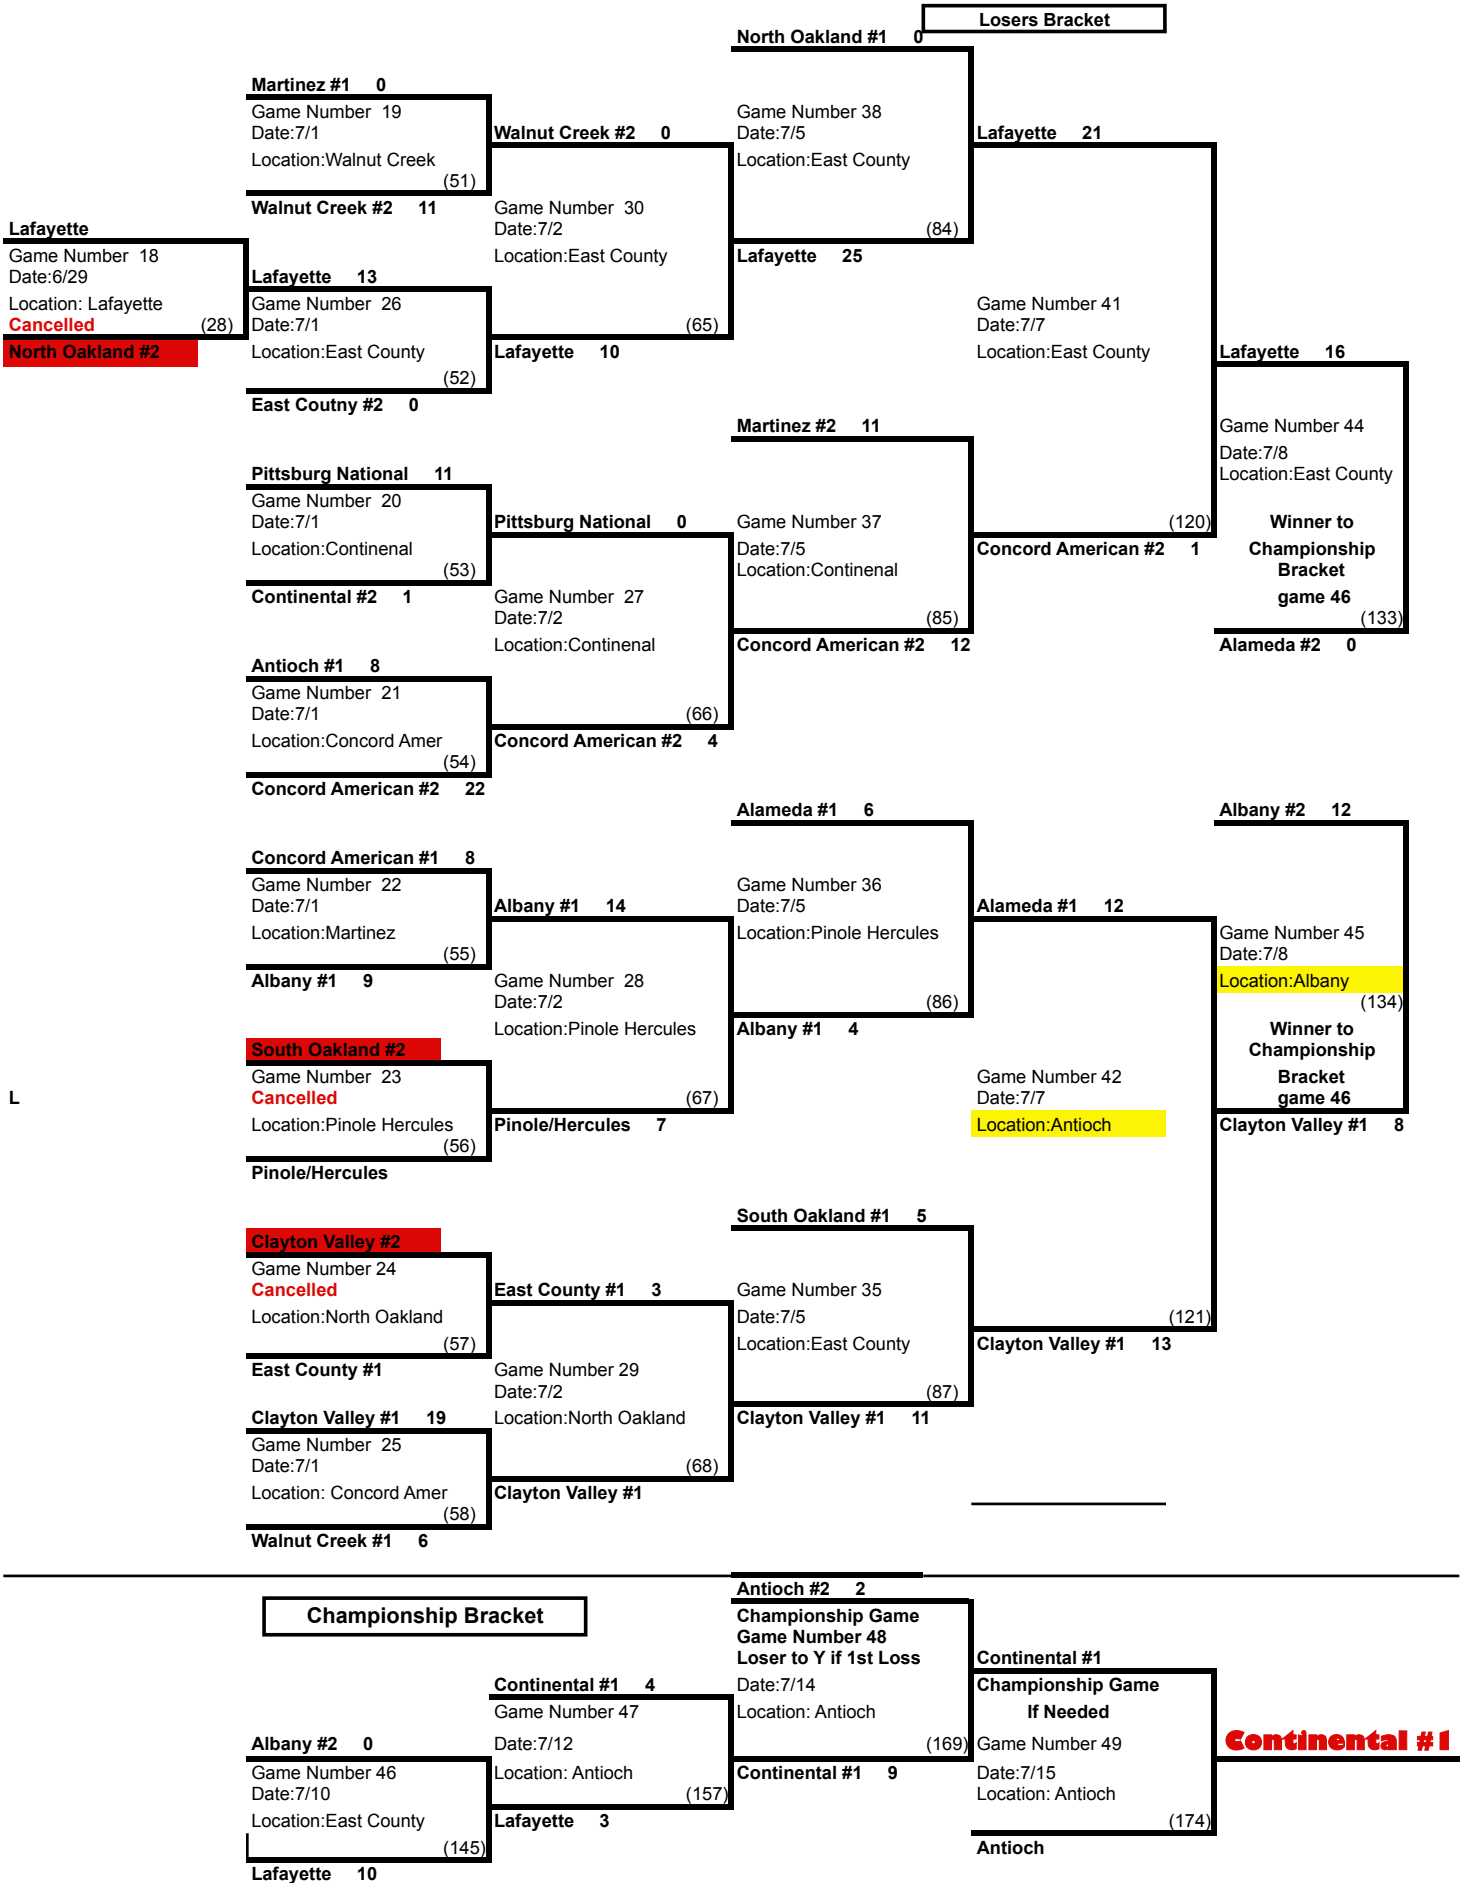 Losers Bracket
North Oakland #1 0
Martinez #1 0
Game Number 19
Date:7/1
Location:Walnut Creek
(51)
Walnut Creek #2 11
Walnut Creek #2 0
Game Number 30
Date:7/2
Location:East County
(65)
Game Number 38
Date:7/5
Location:East County
(84)
Lafayette 25
Lafayette 21
Lafayette
Game Number 18
Date:6/29
Location: Lafayette
Cancelled (28)
North Oakland #2
Lafayette 13
Game Number 26
Date:7/1
Location:East County
(52)
East Coutny #2 0
Lafayette 10
Game Number 41
Date:7/7
Location:East County
(120)
Lafayette 16
Game Number 44
Date:7/8
Location:East County
Winner to
Championship
Bracket
game 46
(133)
Alameda #2 0
Martinez #2 11
Pittsburg National 11
Game Number 20
Date:7/1
Location:Continenal
(53)
Continental #2 1
Pittsburg National 0
Game Number 27
Date:7/2
Location:Continenal
(66)
Game Number 37
Date:7/5
Location:Continenal
(85)
Concord American #2 12
Concord American #2 1
Antioch #1 8
Game Number 21
Date:7/1
Location:Concord Amer
(54)
Concord American #2 22
Concord American #2 4
Alameda #1 6
Albany #2 12
Concord American #1 8
Game Number 22
Date:7/1
Location:Martinez
(55)
Albany #1 9
Albany #1 14
Game Number 28
Date:7/2
Location:Pinole Hercules
(67)
Game Number 36
Date:7/5
Location:Pinole Hercules
(86)
Albany #1 4
Alameda #1 12
Game Number 45
Date:7/8
Location:Albany
(134)
Winner to
Championship
Bracket
game 46
Clayton Valley #1 8
South Oakland #2
Game Number 23
Cancelled
Location:Pinole Hercules
(56)
Pinole/Hercules
Pinole/Hercules 7
L
Game Number 42
Date:7/7
Location:Antioch
(121)
South Oakland #1 5
Clayton Valley #2
Game Number 24
Cancelled
Location:North Oakland
(57)
East County #1
East County #1 3
Game Number 29
Date:7/2
Location:North Oakland
(68)
Game Number 35
Date:7/5
Location:East County
(87)
Clayton Valley #1 11
Clayton Valley #1 13
Clayton Valley #1 19
Game Number 25
Date:7/1
Location: Concord Amer
(58)
Walnut Creek #1 6
Clayton Valley #1
Championship Bracket
Antioch #2 2
Championship Game
Game Number 48
Loser to Y if 1st Loss
Date:7/14
Location: Antioch
(169)
Continental #1 9
Continental #1
Championship Game
If Needed
Game Number 49
Date:7/15
Location: Antioch
(174)
Antioch
Continental #1
Continental #1 4
Game Number 47
Date:7/12
Location: Antioch
(157)
Lafayette 3
Albany #2 0
Game Number 46
Date:7/10
Location:East County
(145)
Lafayette 10